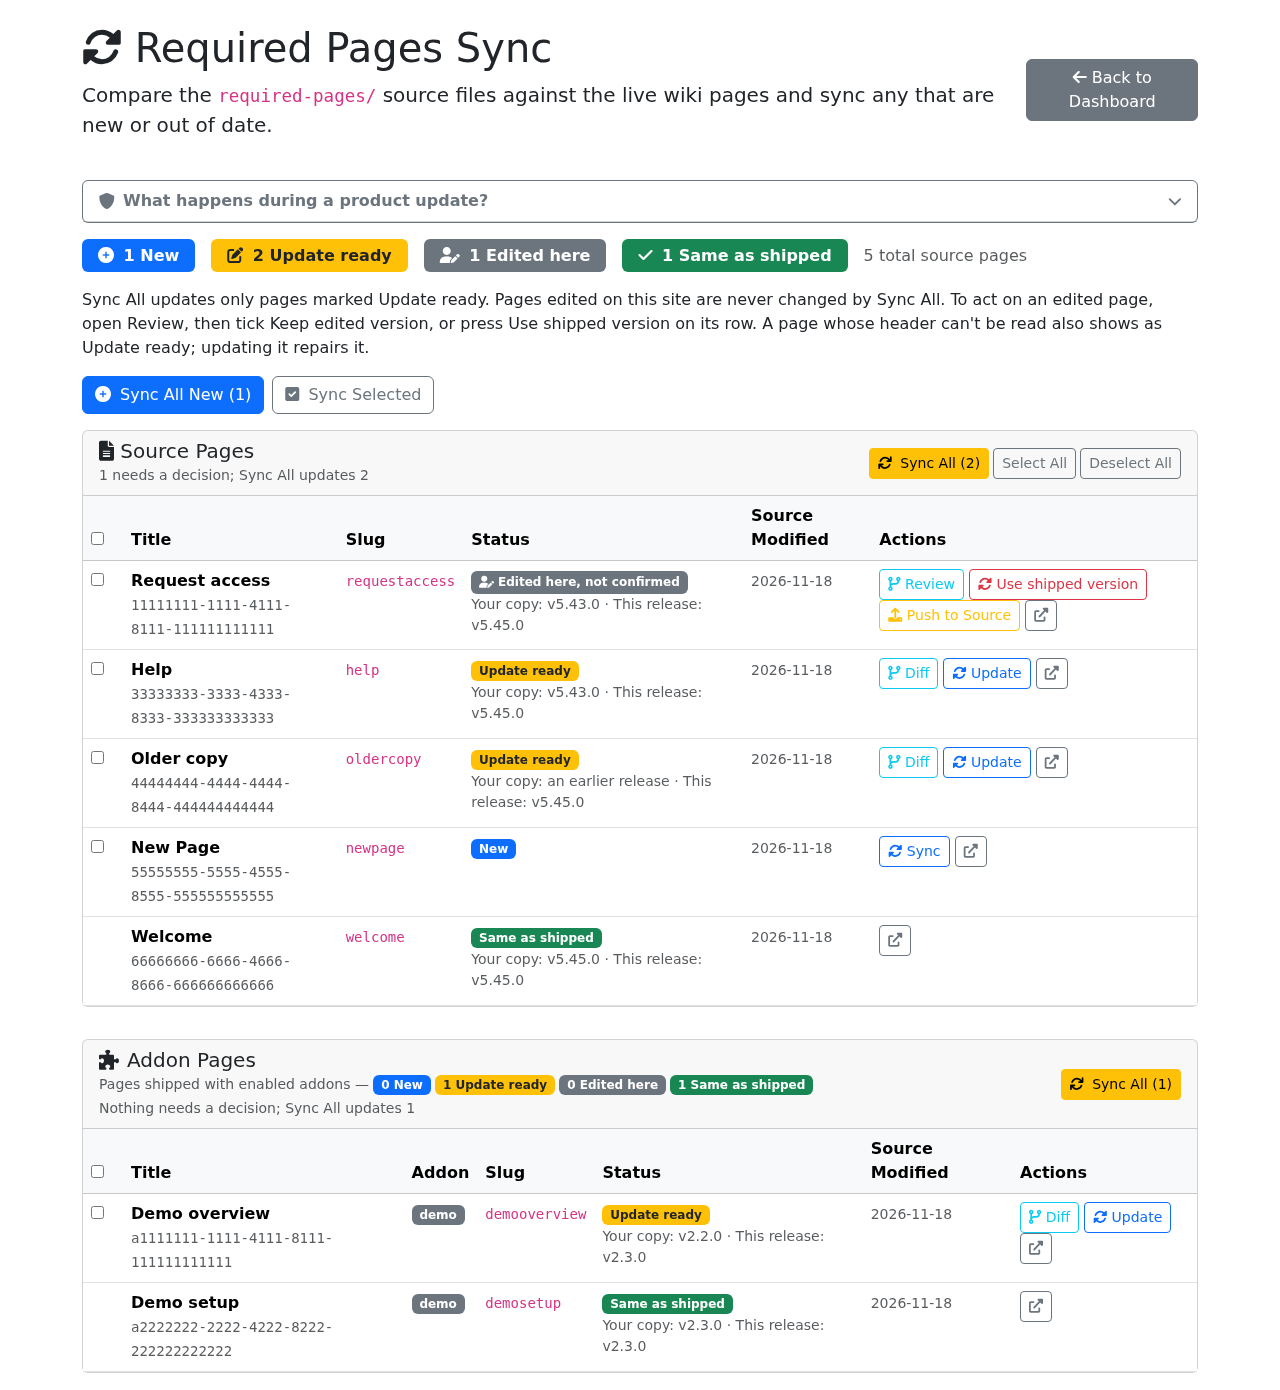 Required Pages Sync
Compare the required-pages/ source files against the live wiki pages and sync any that are
new or out of date.
Back to
Dashboard
What happens during a product update?
1 New
2 Update ready
1 Edited here
1 Same as shipped
5 total source pages
Sync All updates only pages marked Update ready. Pages edited on this site are never changed by Sync All. To act on an edited page,
open Review, then tick Keep edited version, or press Use shipped version on its row. A page whose header can't be read also shows as
Update ready; updating it repairs it.
Sync All New (1)
Sync Selected
Source Pages
1 needs a decision; Sync All updates 2
Sync All (2)
Select All
Deselect All
Title
Slug
Status
Source
Modified
Actions
Request access
11111111-1111-4111-
8111-111111111111
requestaccess
Edited here, not confirmed
Your copy: v5.43.0 · This release:
v5.45.0
2026-11-18
Review
Use shipped version
Push to Source
Help
33333333-3333-4333-
8333-333333333333
help
Update ready
Your copy: v5.43.0 · This release:
v5.45.0
2026-11-18
Diff
Update
Older copy
44444444-4444-4444-
8444-444444444444
oldercopy
Update ready
Your copy: an earlier release · This
release: v5.45.0
2026-11-18
Diff
Update
New Page
55555555-5555-4555-
8555-555555555555
newpage
New
2026-11-18
Sync
Welcome
66666666-6666-4666-
8666-666666666666
welcome
Same as shipped
Your copy: v5.45.0 · This release:
v5.45.0
2026-11-18
Addon Pages
Pages shipped with enabled addons — 0 New 1 Update ready 0 Edited here 1 Same as shipped
Nothing needs a decision; Sync All updates 1
Sync All (1)
Title
Addon
Slug
Status
Source
Modified
Actions
Demo overview
a1111111-1111-4111-8111-
111111111111
demo
demooverview
Update ready
Your copy: v2.2.0 · This release:
v2.3.0
2026-11-18
Diff
Update
Demo setup
a2222222-2222-4222-8222-
222222222222
demo
demosetup
Same as shipped
Your copy: v2.3.0 · This release:
v2.3.0
2026-11-18